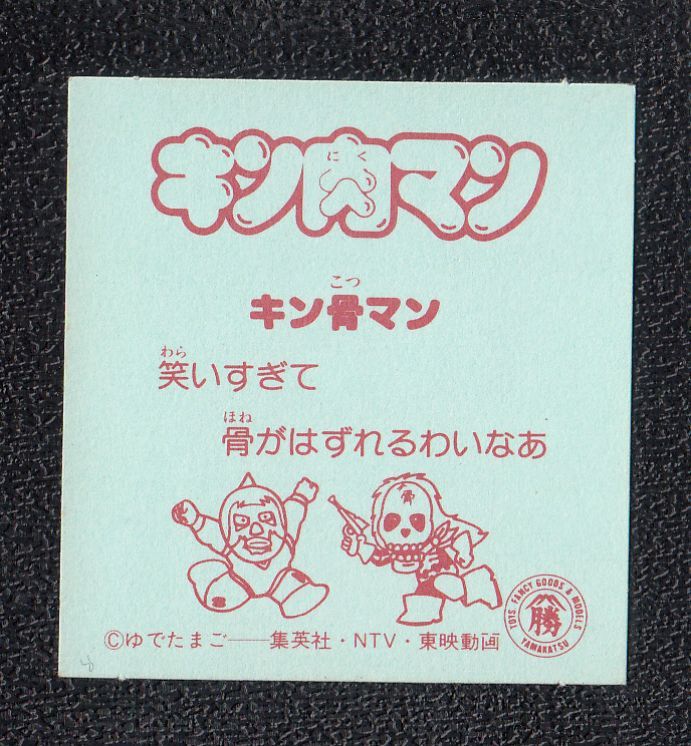 にく
キン肉マン
こつ
キン骨マン
わら
笑いすぎて
ほね
骨がはずれるわいなあ
骨
©ゆでたまご──集英社・NTV・東映動画
TOYS FANCY GOODS & MODELS
勝
YAMAKATSU